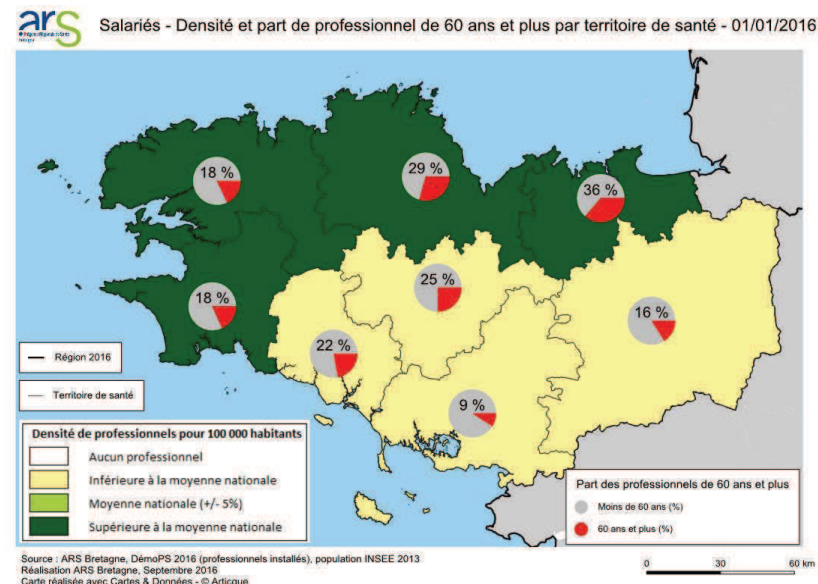 ars
Salariés - Densité et part de professionnel de 60 ans et plus par territoire de santé - 01/01/2016
18 %
29 %
36 %
25 %
18 %
16 %
22 %
9 %
Région 2016
Territoire de santé
Densité de professionnels pour 100 000 habitants
Aucun professionnel
Inférieure à la moyenne nationale
Moyenne nationale (+/- 5%)
Supérieure à la moyenne nationale
Part des professionnels de 60 ans et plus
Moins de 60 ans (%)
60 ans et plus (%)
Source : ARS Bretagne, DémoPS 2016 (professionnels installés), population INSEE 2013
Réalisation ARS Bretagne, Septembre 2016
Carte réalisée avec Cartes & Données - © Articque
0 30 60 km